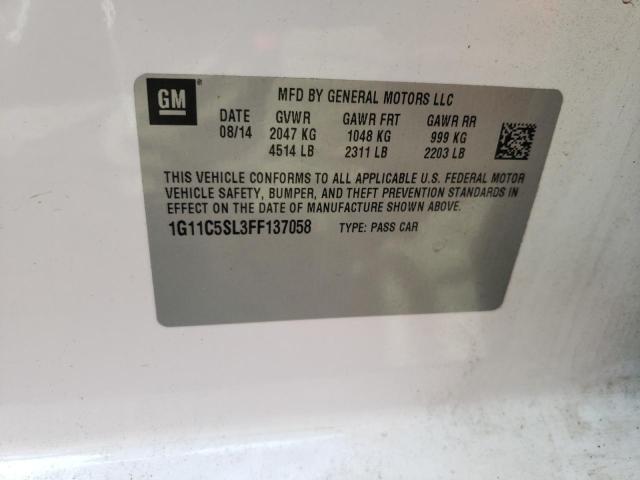 GM ®
MFD BY GENERAL MOTORS LLC
DATE GVWR GAWR FRT GAWR RR
08/14 2047 KG 1048 KG 999 KG
4514 LB 2311 LB 2203 LB
THIS VEHICLE CONFORMS TO ALL APPLICABLE U.S. FEDERAL MOTOR
VEHICLE SAFETY, BUMPER, AND THEFT PREVENTION STANDARDS IN
EFFECT ON THE DATE OF MANUFACTURE SHOWN ABOVE.
1G11C5SL3FF137058 TYPE: PASS CAR